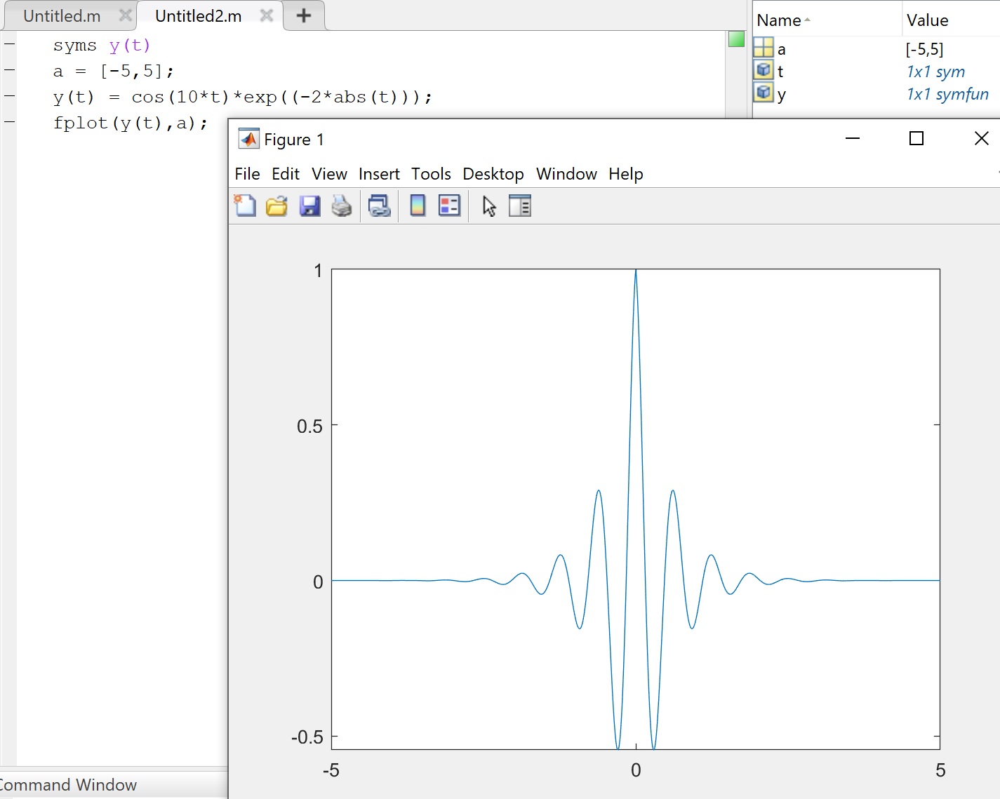 Untitled.m Untitled2.m
Name Value
syms y(t)
a = [-5,5];
y(t) = cos(10*t)*exp((-2*abs(t)));
fplot(y(t),a);
a [-5,5]
t 1x1 sym
y 1x1 symfun
Figure 1
File Edit View Insert Tools Desktop Window Help
1
0.5
0
-0.5
-5 0 5
Command Window